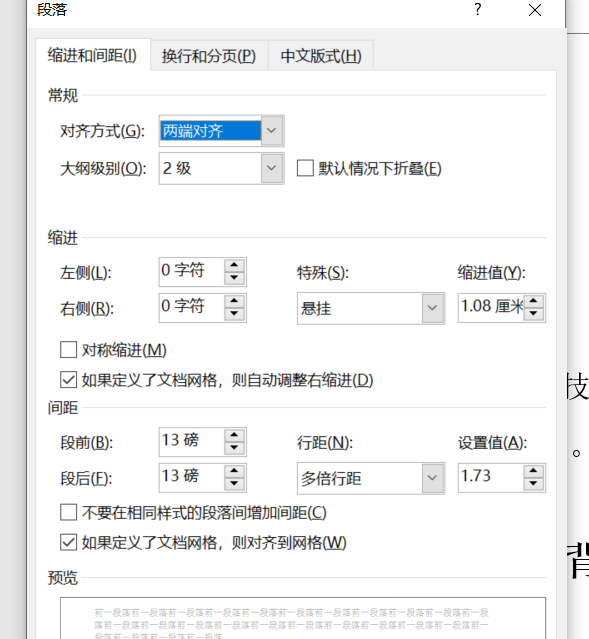 段落 ?
缩进和间距(I) 换行和分页(P) 中文版式(H)
常规
对齐方式(G): 两端对齐
大纲级别(O): 2 级 默认情况下折叠(E)
缩进
左侧(L): 0 字符 特殊(S): 缩进值(Y):
右侧(R): 0 字符 悬挂 1.08 厘米
对称缩进(M)
如果定义了文档网格，则自动调整右缩进(D)
技
间距
段前(B): 13 磅 行距(N): 设置值(A):
。
段后(F): 13 磅 多倍行距 1.73
不要在相同样式的段落间增加间距(C)
如果定义了文档网格，则对齐到网格(W)
背
预览
前一段落前一段落前一段落前一段落前一段落前一段落前一段落前一段落前一段落前一段
落前一段落前一段落前一段落前一段落前一段落前一段落前一段落前一段落前一段落前一
段落前一段落前一段落前一段落